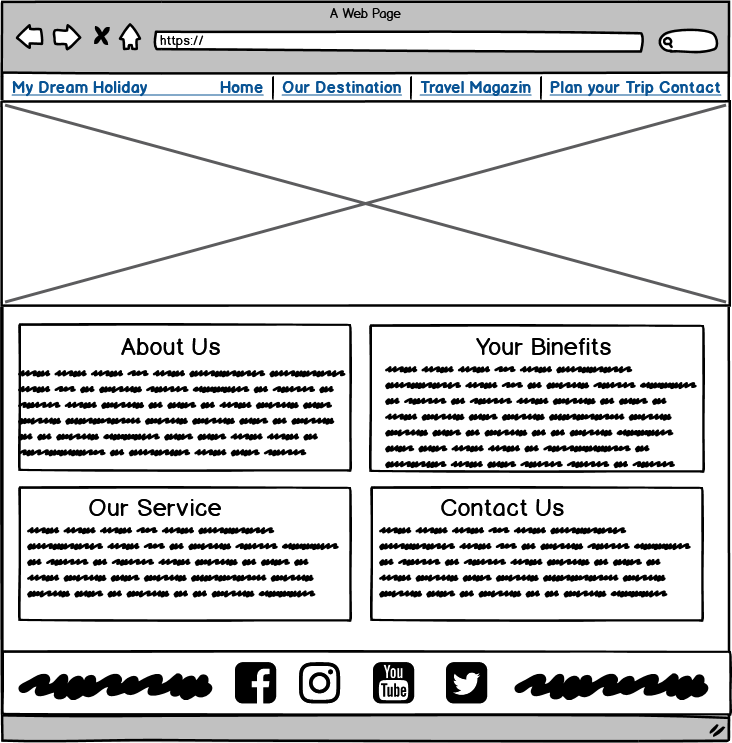 A Web Page
https://
My Dream Holiday Home Our Destination Travel Magazin Plan your Trip Contact
About Us
Your Binefits
Our Service
Contact Us
You
Tube